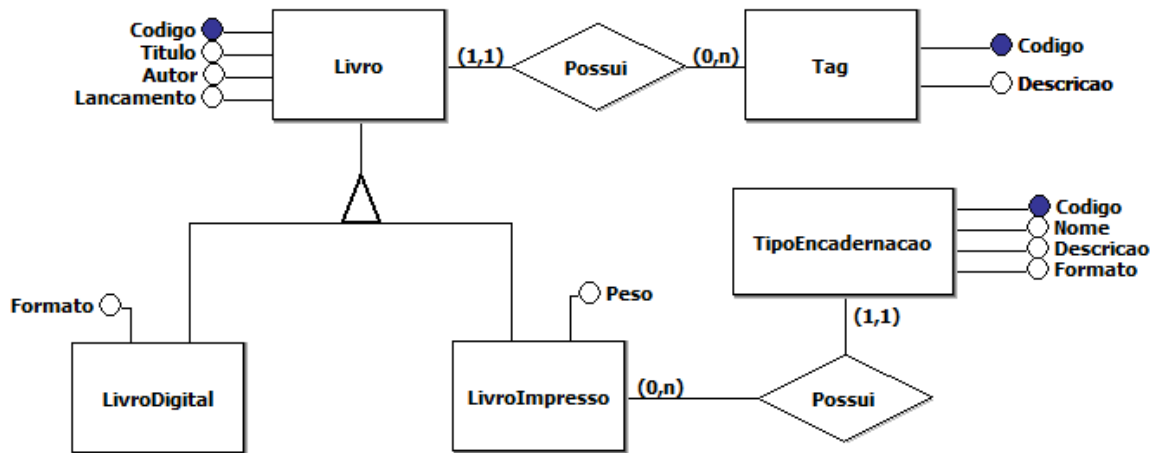 Codigo
Titulo
Autor
Lancamento
Livro
(1,1)
Possui
(0,n)
Tag
Codigo
Descricao
TipoEncadernacao
Codigo
Nome
Descricao
Formato
Formato
LivroDigital
Peso
LivroImpresso
(0,n)
(1,1)
Possui